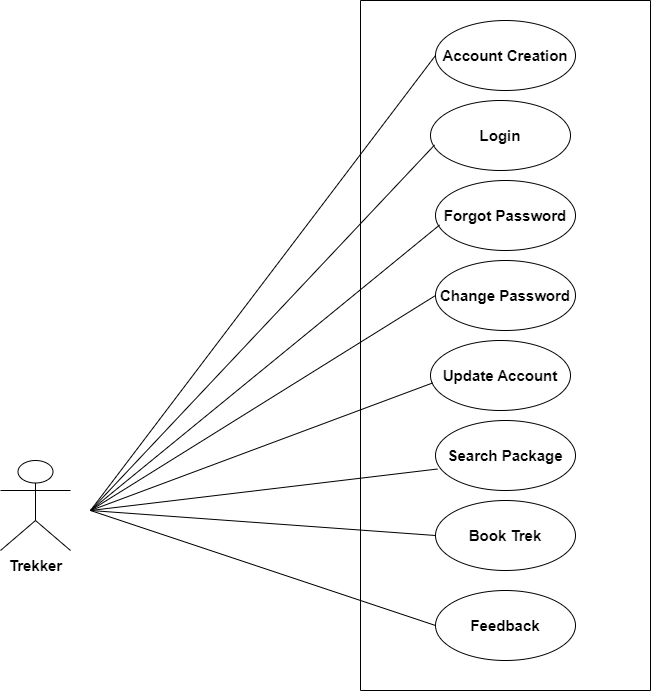 Account Creation
Login
Forgot Password
Change Password
Update Account
Search Package
Book Trek
Feedback
Trekker